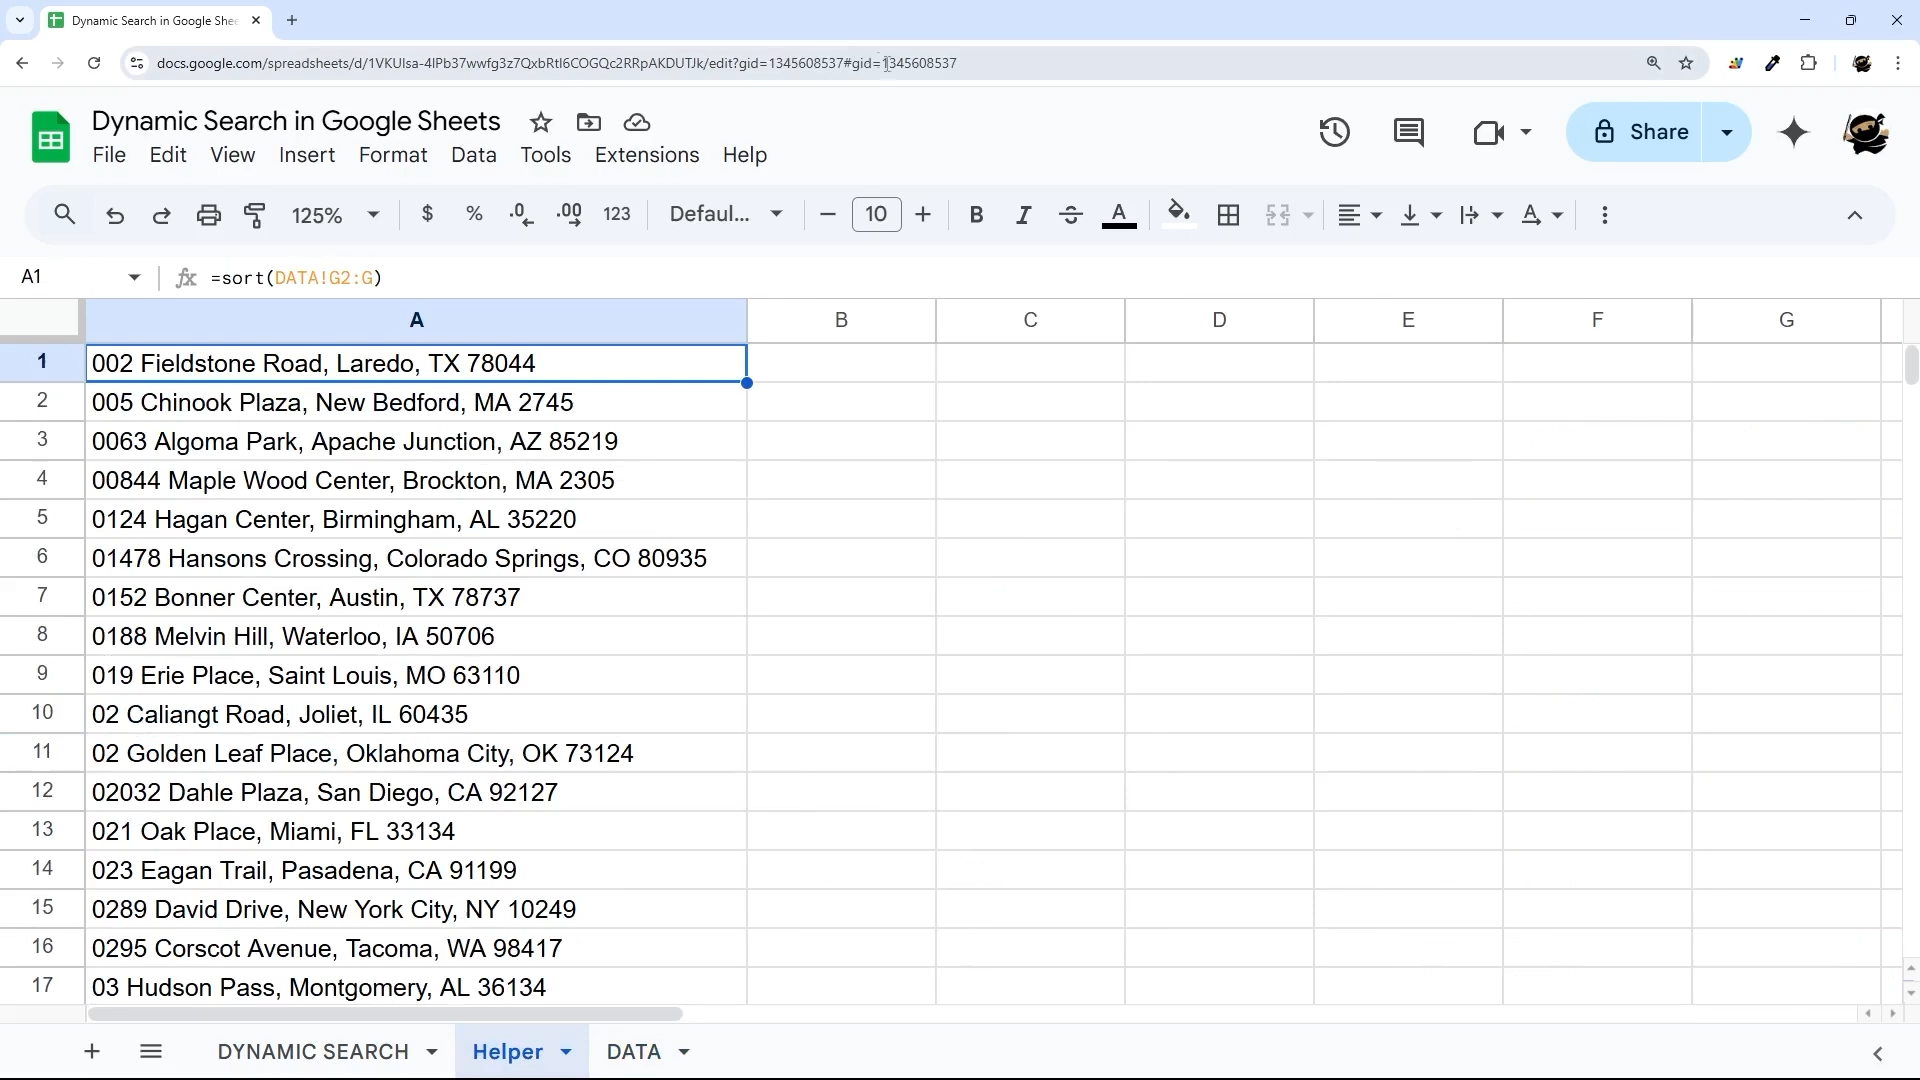 Dynamic Search in Google Shee
docs.google.com/spreadsheets/d/1VKUIsa-4lPb37wwfg3z7QxbRtl6COGQc2RRpAKDUTJk/edit?gid=1345608537#gid=1345608537
Dynamic Search in Google Sheets
File Edit View Insert Format Data Tools Extensions Help
Share
125% $ % .0 .00 123 Defaul... 10 B I A
A1 fx =sort(DATA!G2:G)
A B C D E F G
1 002 Fieldstone Road, Laredo, TX 78044
2 005 Chinook Plaza, New Bedford, MA 2745
3 0063 Algoma Park, Apache Junction, AZ 85219
4 00844 Maple Wood Center, Brockton, MA 2305
5 0124 Hagan Center, Birmingham, AL 35220
6 01478 Hansons Crossing, Colorado Springs, CO 80935
7 0152 Bonner Center, Austin, TX 78737
8 0188 Melvin Hill, Waterloo, IA 50706
9 019 Erie Place, Saint Louis, MO 63110
10 02 Caliangt Road, Joliet, IL 60435
11 02 Golden Leaf Place, Oklahoma City, OK 73124
12 02032 Dahle Plaza, San Diego, CA 92127
13 021 Oak Place, Miami, FL 33134
14 023 Eagan Trail, Pasadena, CA 91199
15 0289 David Drive, New York City, NY 10249
16 0295 Corscot Avenue, Tacoma, WA 98417
17 03 Hudson Pass, Montgomery, AL 36134
DYNAMIC SEARCH Helper DATA